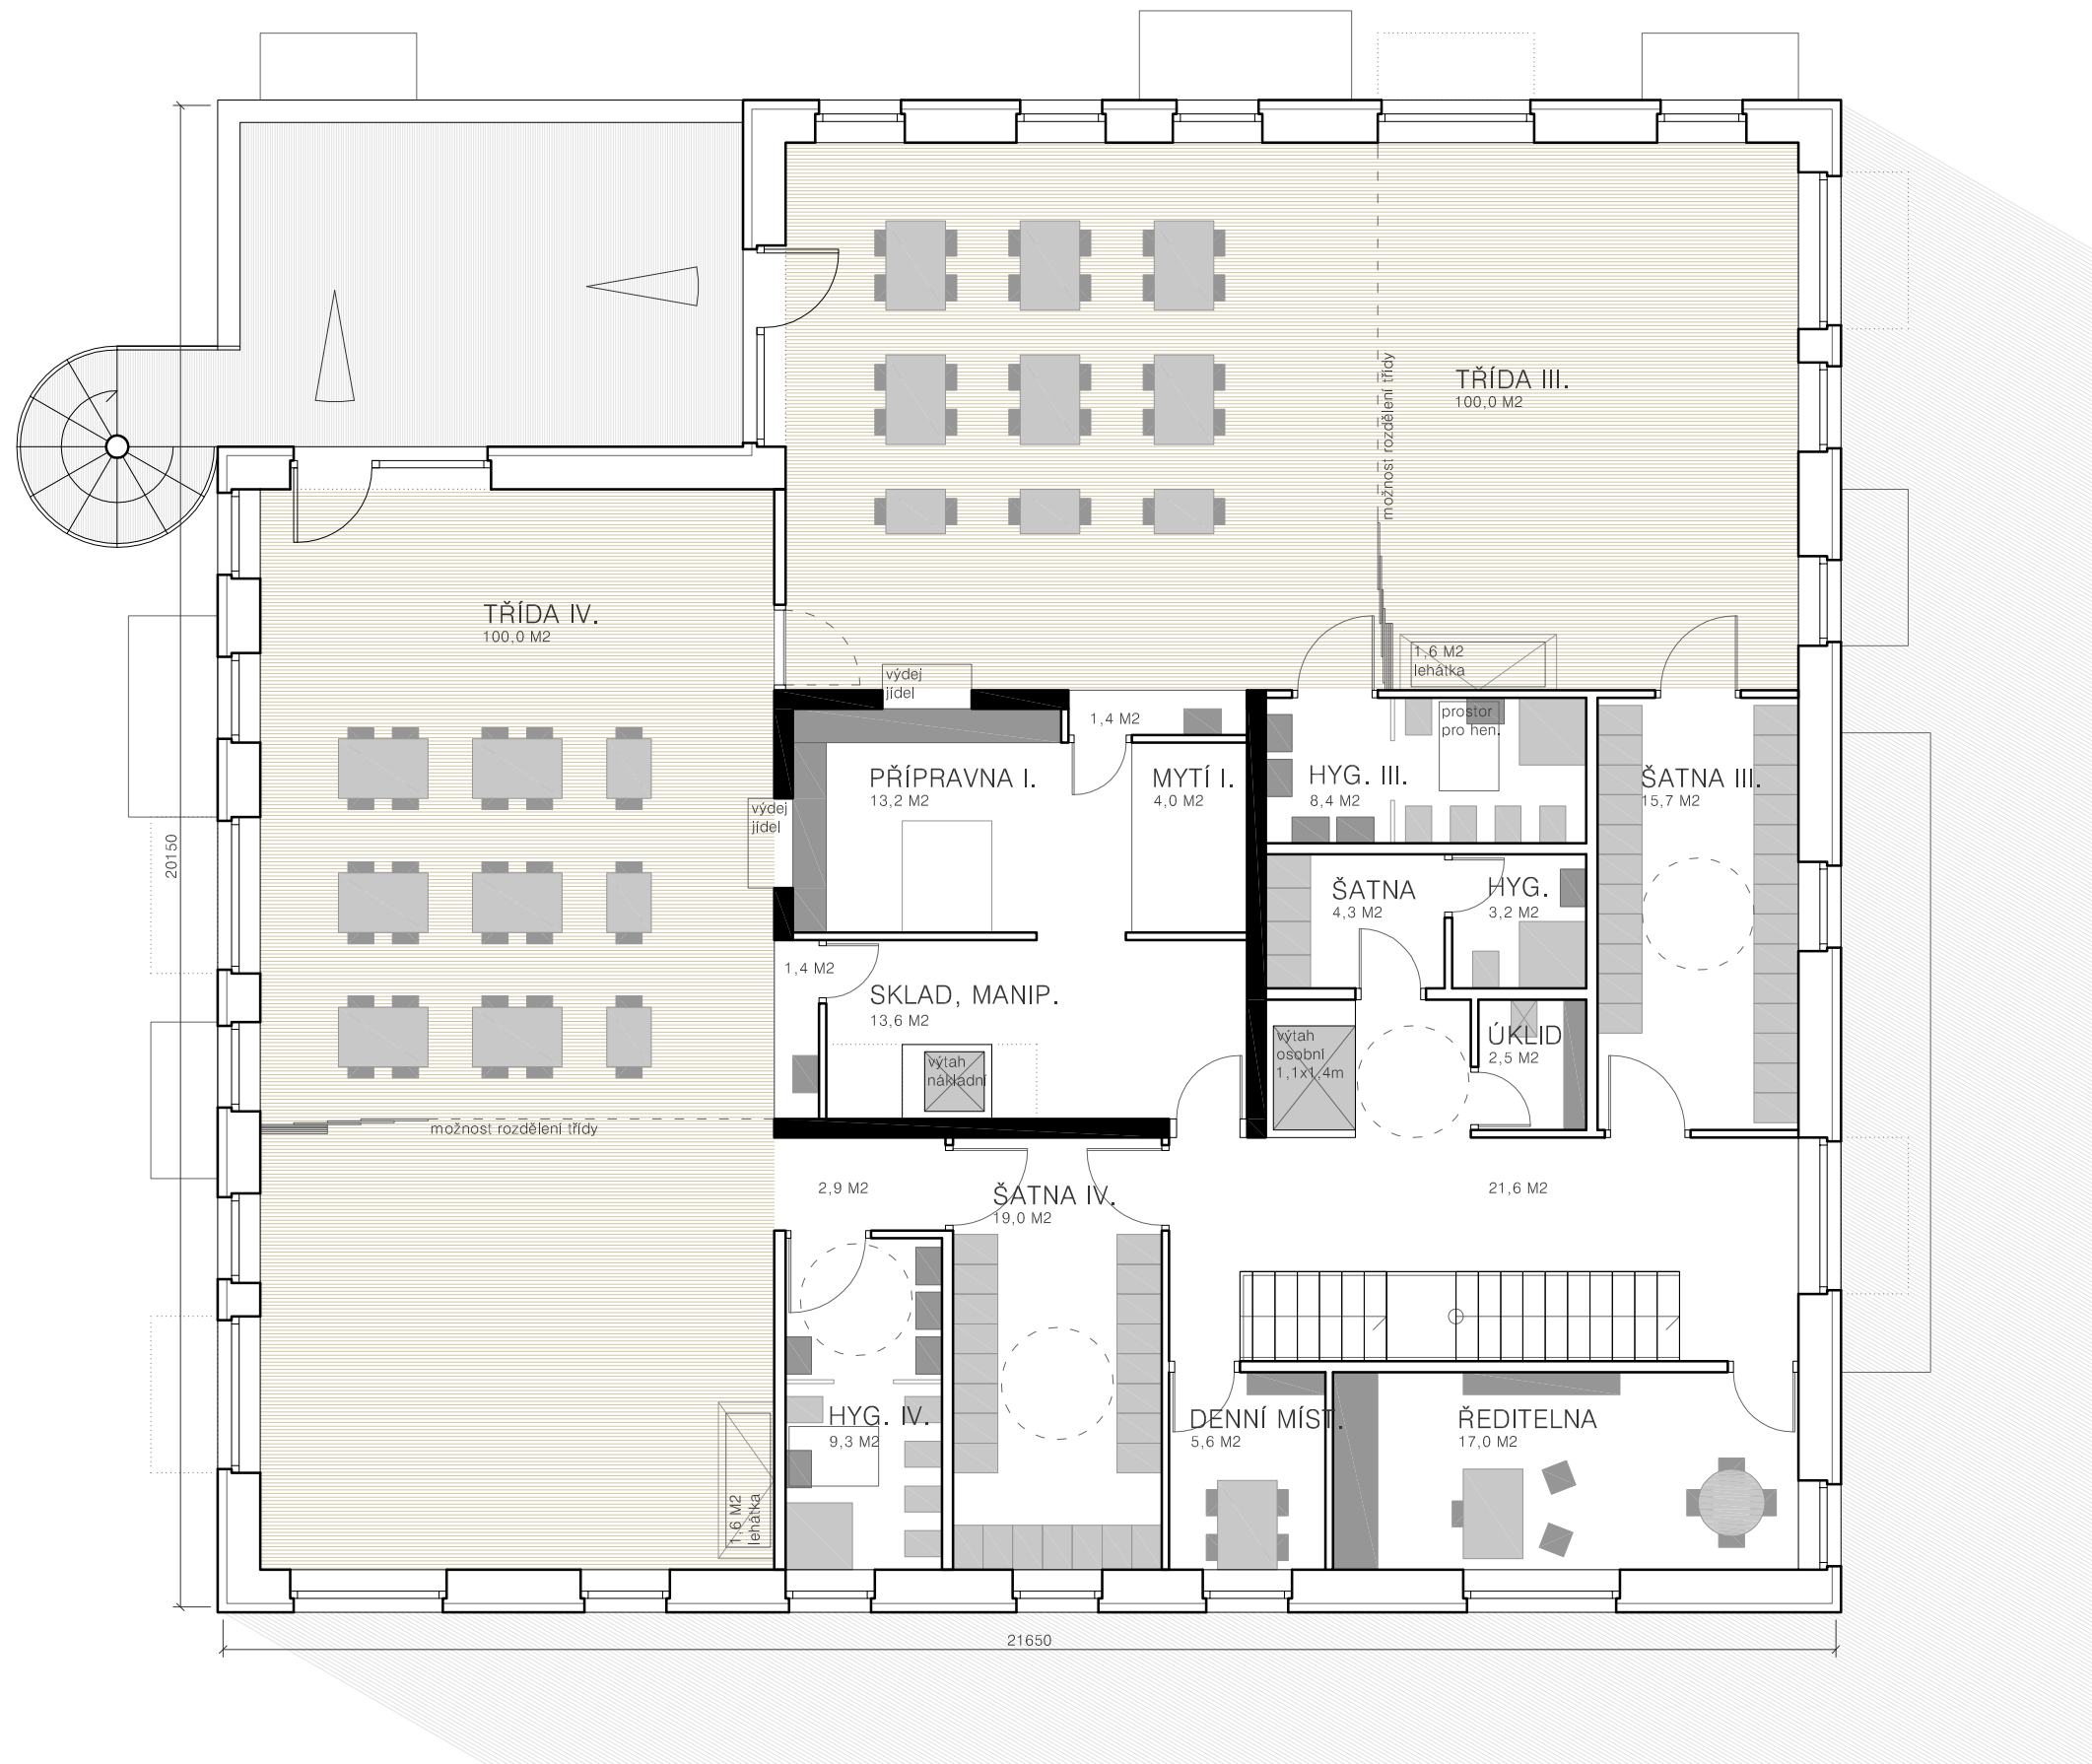 TŘÍDA III.
100,0 M2
možnost rozdělení třídy
TŘÍDA IV.
100,0 M2
výdej
jídel
1,6 M2
lehátka
1,4 M2
prostor
pro hen.
PŘÍPRAVNA I.
13,2 M2
MYTÍ I.
4,0 M2
HYG. III.
8,4 M2
ŠATNA III.
15,7 M2
výdej
jídel
20150
ŠATNA
4,3 M2
HYG.
3,2 M2
1,4 M2
SKLAD, MANIP.
13,6 M2
výtah
nákladní
výtah
osobní
1,1x1,4m
ÚKLID
2,5 M2
možnost rozdělení třídy
2,9 M2
ŠATNA IV.
19,0 M2
21,6 M2
HYG. IV.
9,3 M2
DENNÍ MÍST.
5,6 M2
ŘEDITELNA
17,0 M2
1,6 M2
lehátka
21650